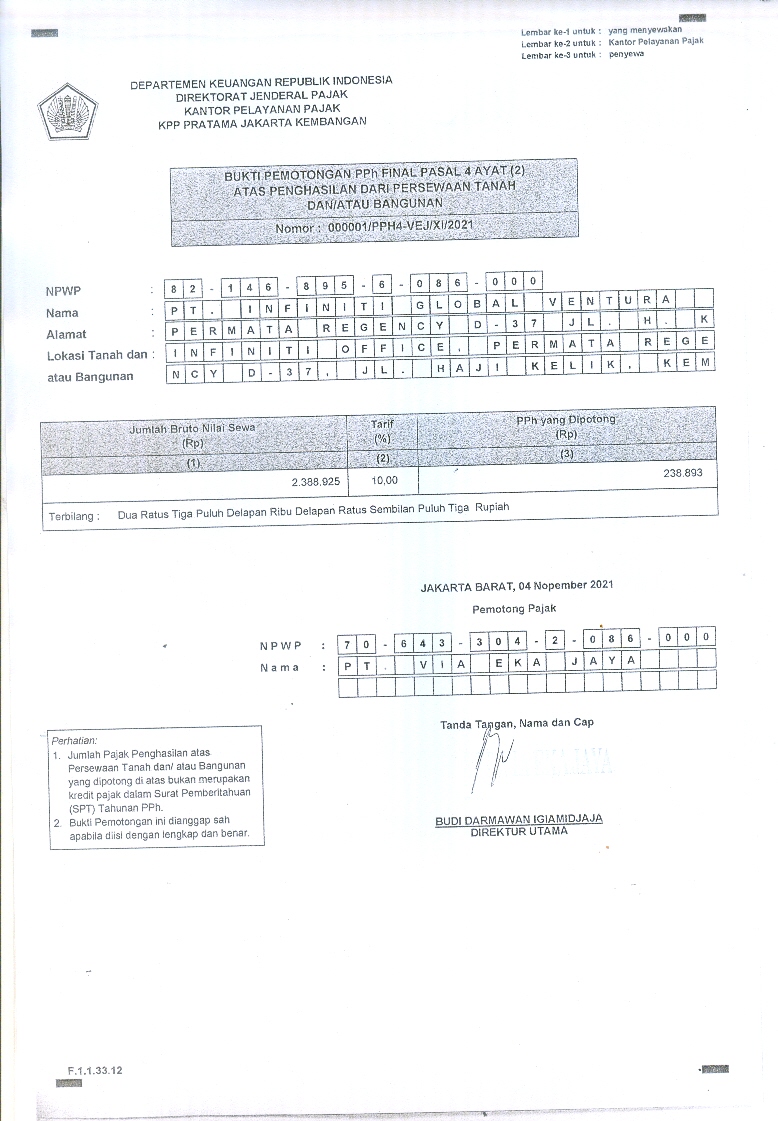 Lembar ke-1 untuk : yang menyewakan
Lembar ke-2 untuk : Kantor Pelayanan Pajak
Lembar ke-3 untuk : penyewa
DEPARTEMEN KEUANGAN REPUBLIK INDONESIA
DIREKTORAT JENDERAL PAJAK
KANTOR PELAYANAN PAJAK
KPP PRATAMA JAKARTA KEMBANGAN
BUKTI PEMOTONGAN PPh FINAL PASAL 4 AYAT (2)
ATAS PENGHASILAN DARI PERSEWAAN TANAH
DAN/ATAU BANGUNAN
Nomor : 000001/PPH4-VEJ/XI/2021
NPWP : 82-146-895-6-086-000
Nama : PT. INFINITI GLOBAL VENTURA
Alamat : PERMATA REGENCY D-37 JL. H. K
Lokasi Tanah dan : INFINITI OFFICE, PERMATA REGE
atau Bangunan NCY D-37, JL. HAJI KELIK, KEM
Jumlah Bruto Nilai Sewa (Rp) Tarif (%) PPh yang Dipotong (Rp)
(1) (2) (3)
2.388.925 10,00 238.893
Terbilang : Dua Ratus Tiga Puluh Delapan Ribu Delapan Ratus Sembilan Puluh Tiga Rupiah
JAKARTA BARAT, 04 Nopember 2021
Pemotong Pajak
NPWP : 70-643-304-2-086-000
Nama : PT. VIA EKA JAYA
Tanda Tangan, Nama dan Cap
Perhatian:
1. Jumlah Pajak Penghasilan atas
Persewaan Tanah dan/ atau Bangunan
yang dipotong di atas bukan merupakan
kredit pajak dalam Surat Pemberitahuan
(SPT) Tahunan PPh.
2. Bukti Pemotongan ini dianggap sah
apabila diisi dengan lengkap dan benar.
BUDI DARMAWAN IGIAMIDJAJA
DIREKTUR UTAMA
F.1.1.33.12